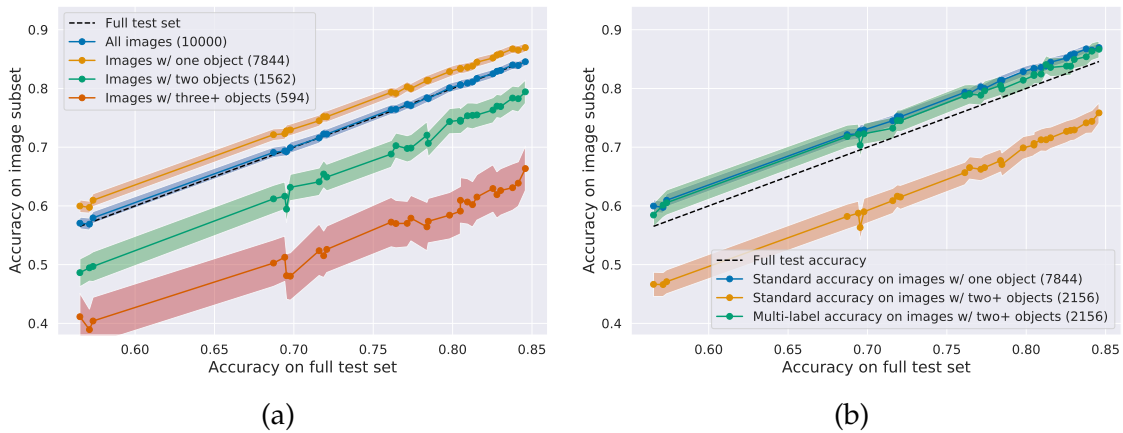 0.9
0.8
0.7
0.6
0.5
0.4
Accuracy on image subset
Full test set
All images (10000)
Images w/ one object (7844)
Images w/ two objects (1562)
Images w/ three+ objects (594)
0.60 0.65 0.70 0.75 0.80 0.85
Accuracy on full test set
(a)
0.9
0.8
0.7
0.6
0.5
0.4
Accuracy on image subset
Full test accuracy
Standard accuracy on images w/ one object (7844)
Standard accuracy on images w/ two+ objects (2156)
Multi-label accuracy on images w/ two+ objects (2156)
0.60 0.65 0.70 0.75 0.80 0.85
Accuracy on full test set
(b)